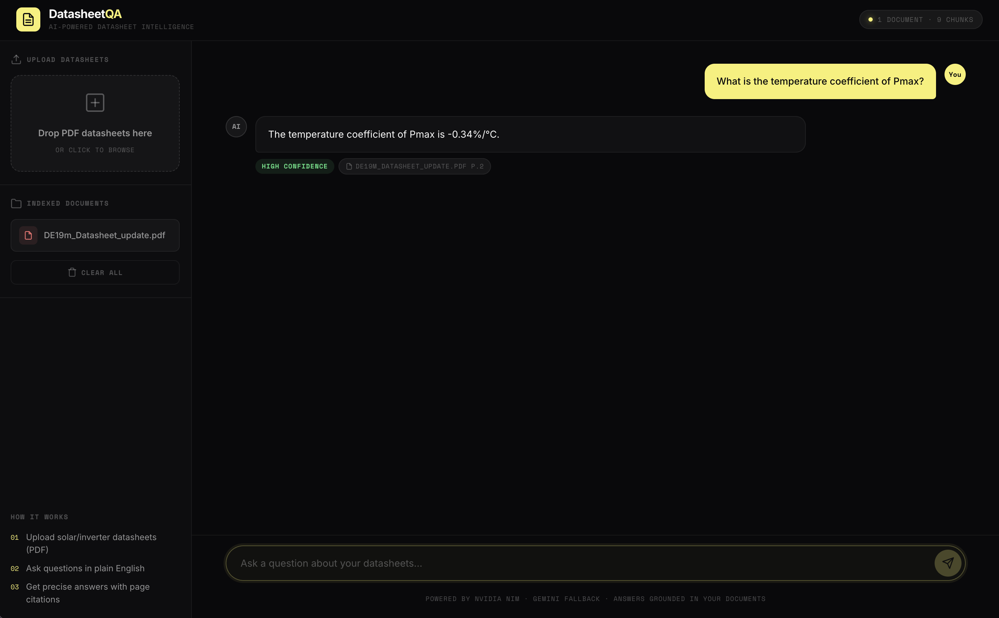 DatasheetQA
AI-POWERED DATASHEET INTELLIGENCE
1 DOCUMENT · 9 CHUNKS
UPLOAD DATASHEETS
Drop PDF datasheets here
OR CLICK TO BROWSE
INDEXED DOCUMENTS
DE19m_Datasheet_update.pdf
CLEAR ALL
HOW IT WORKS
01 Upload solar/inverter datasheets
(PDF)
02 Ask questions in plain English
03 Get precise answers with page
citations
What is the temperature coefficient of Pmax?
You
AI
The temperature coefficient of Pmax is -0.34%/°C.
HIGH CONFIDENCE
DE19M_DATASHEET_UPDATE.PDF P.2
Ask a question about your datasheets...
POWERED BY NVIDIA NIM · GEMINI FALLBACK · ANSWERS GROUNDED IN YOUR DOCUMENTS